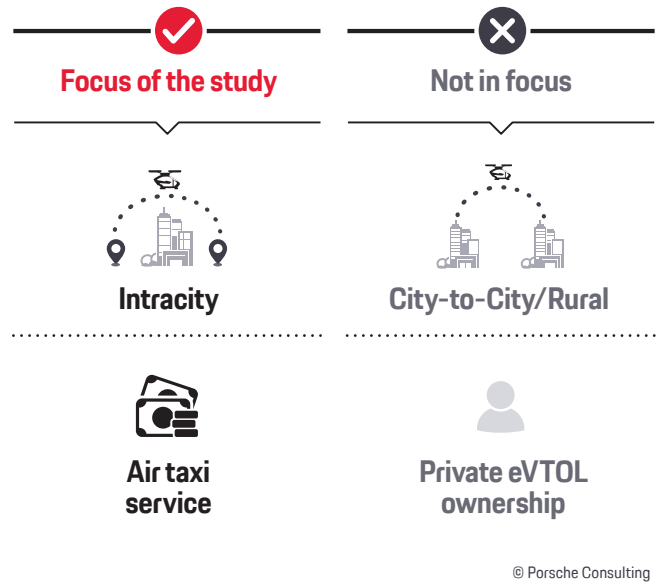 Focus of the study
Not in focus
Intracity
City-to-City/Rural
Air taxi
service
Private eVTOL
ownership
© Porsche Consulting